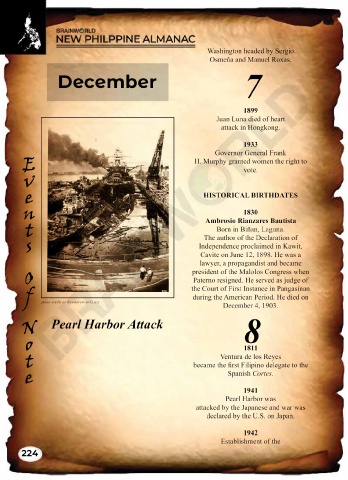 BRAINWORLD
NEW PHILPPINE ALMANAC
December
Events of Note
Pearl Harbor Attack
224
Washington headed by Sergio
Osmeña and Manuel Roxas.
7
1899
Juan Luna died of heart
attack in Hongkong.
1933
Governor General Frank
H. Murphy granted women the right to
vote.
HISTORICAL BIRTHDATES
1830
Ambrosio Rianzares Bautista
Born in Biñan, Laguna.
The author of the Declaration of
Independence proclaimed in Kawit,
Cavite on June 12, 1898. He was a
lawyer, a propagandist and became
president of the Malolos Congress when
Paterno resigned. He served as judge of
the Court of First Instance in Pangasinan
during the American Period. He died on
December 4, 1903.
8
1811
Ventura de los Reyes
became the first Filipino delegate to the
Spanish Cortes.
1941
Pearl Harbor was
attacked by the Japanese and war was
declared by the U.S. on Japan.
1942
Establishment of the